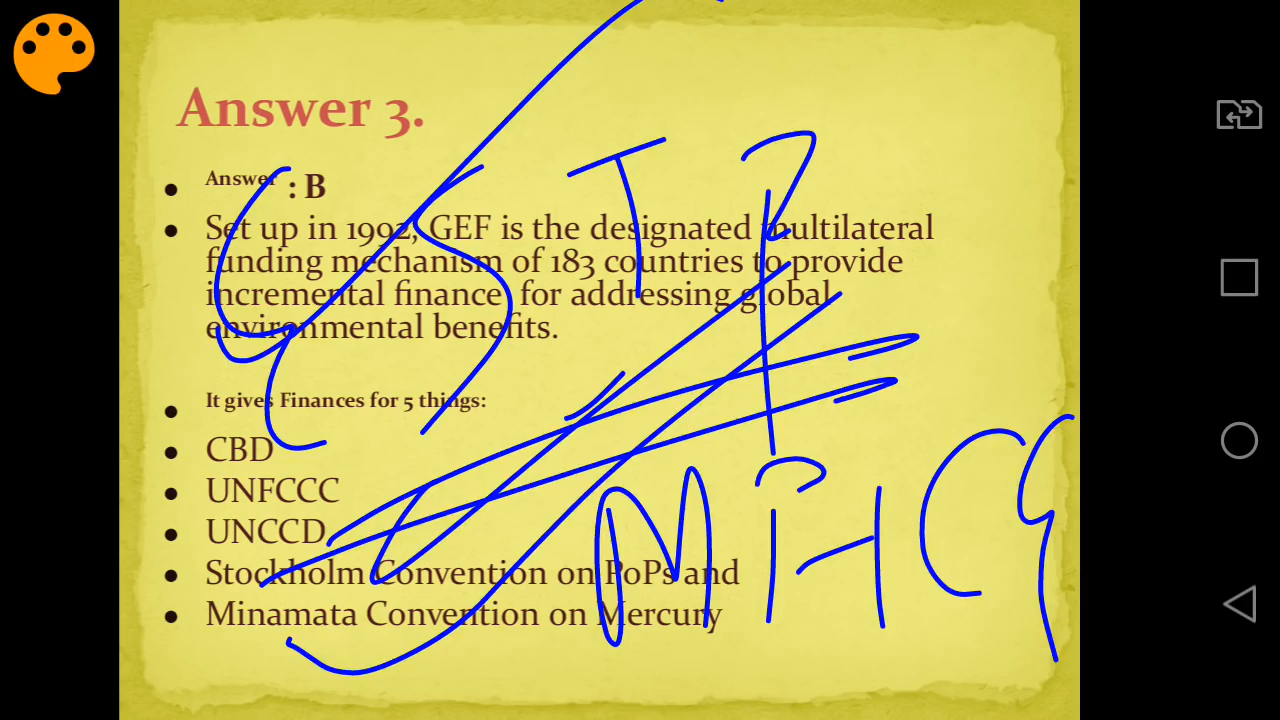 Answer 3.
Answer : B
Set up in 1992, GEF is the designated multilateral
funding mechanism of 183 countries to provide
incremental finance for addressing global
environmental benefits.
It gives Finances for 5 things:
CBD
UNFCCC
UNCCD
Stockholm Convention on PoPs and
Minamata Convention on Mercury